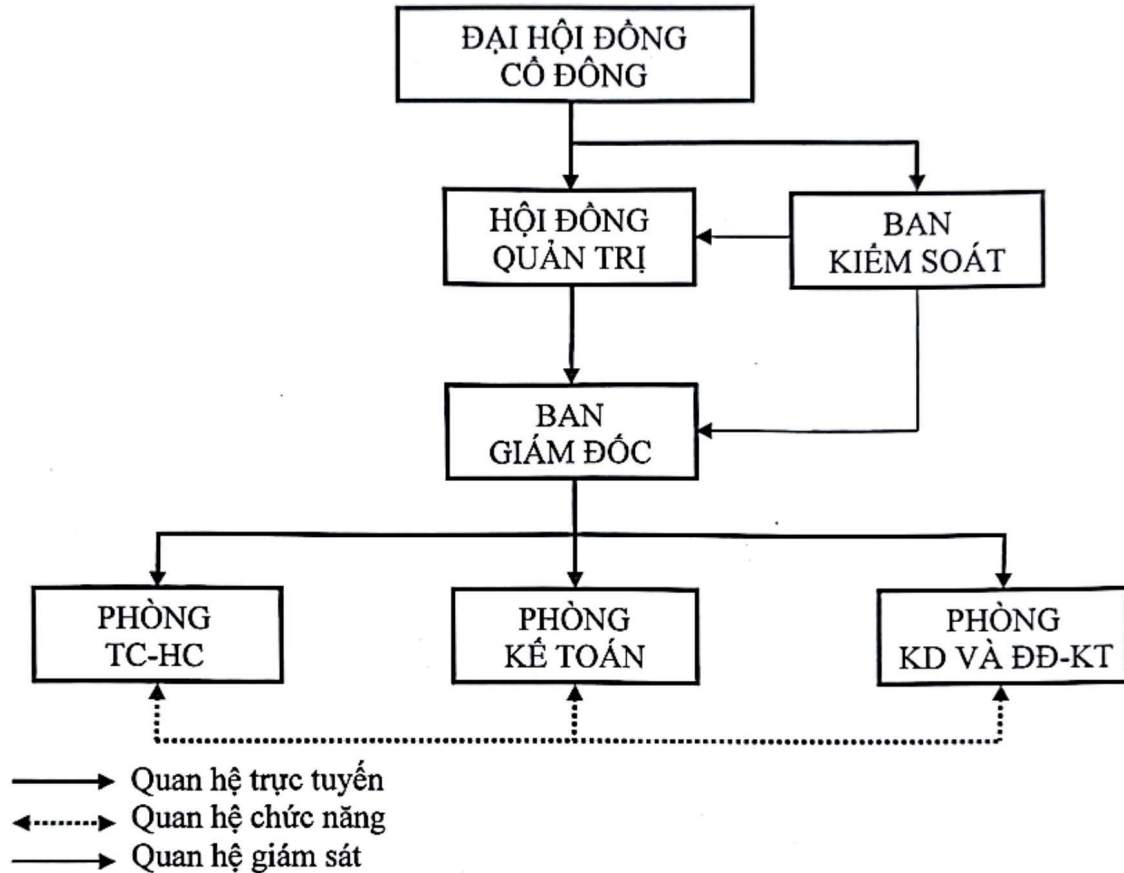 ĐẠI HỘI ĐỒNG
CỔ ĐÔNG
HỘI ĐỒNG
QUẢN TRỊ
BAN
KIỂM SOÁT
BAN
GIÁM ĐỐC
PHÒNG
TC-HC
PHÒNG
KẾ TOÁN
PHÒNG
KD VÀ ĐĐ-KT
Quan hệ trực tuyến
Quan hệ chức năng
Quan hệ giám sát